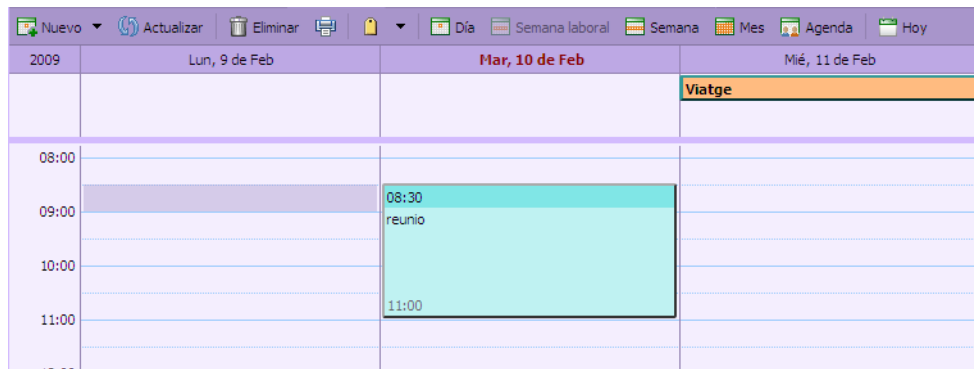 Nuevo Actualizar Eliminar Día Semana laboral Semana Mes Agenda Hoy
2009 Lun, 9 de Feb Mar, 10 de Feb Mié, 11 de Feb
Viatge
08:00
08:30
09:00
reunio
10:00
11:00
11:00